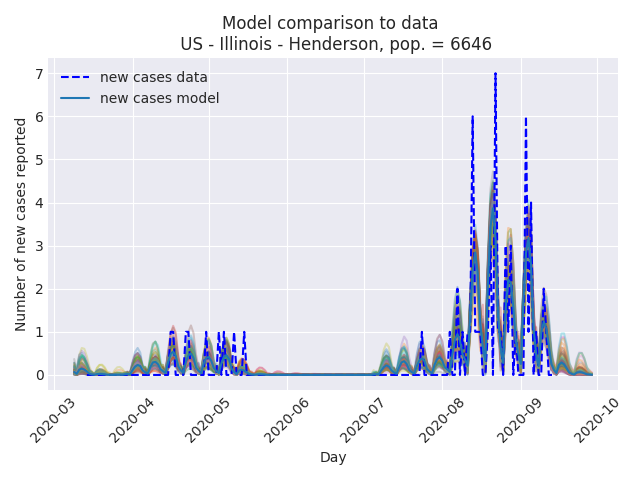 Model comparison to data
US - Illinois - Henderson, pop. = 6646
new cases data
new cases model
Number of new cases reported
7
6
5
4
3
2
1
0
2020-03
2020-04
2020-05
2020-06
2020-07
2020-08
2020-09
2020-10
Day